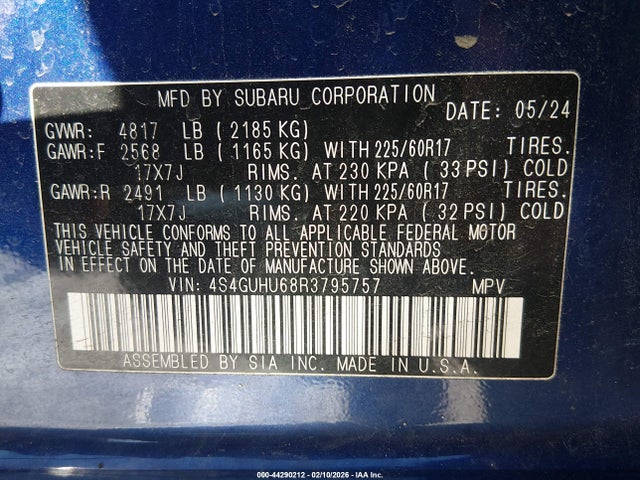 MFD BY SUBARU CORPORATION DATE: 05/24
GVWR: 4817 LB (2185 KG)
GAWR:F 2568 LB (1165 KG) WITH 225/60R17 TIRES.
17X7J RIMS. AT 230 KPA (33 PSI) COLD
GAWR:R 2491 LB (1130 KG) WITH 225/60R17 TIRES.
17X7J RIMS. AT 220 KPA (32 PSI) COLD
THIS VEHICLE CONFORMS TO ALL APPLICABLE FEDERAL MOTOR
VEHICLE SAFETY AND THEFT PREVENTION STANDARDS
IN EFFECT ON THE DATE OF MANUFACTURE SHOWN ABOVE.
VIN: 4S4GUHU68R3795757 MPV
ASSEMBLED BY SIA INC. MADE IN U.S.A.
000-44290212 - 02/10/2026 - IAA Inc.